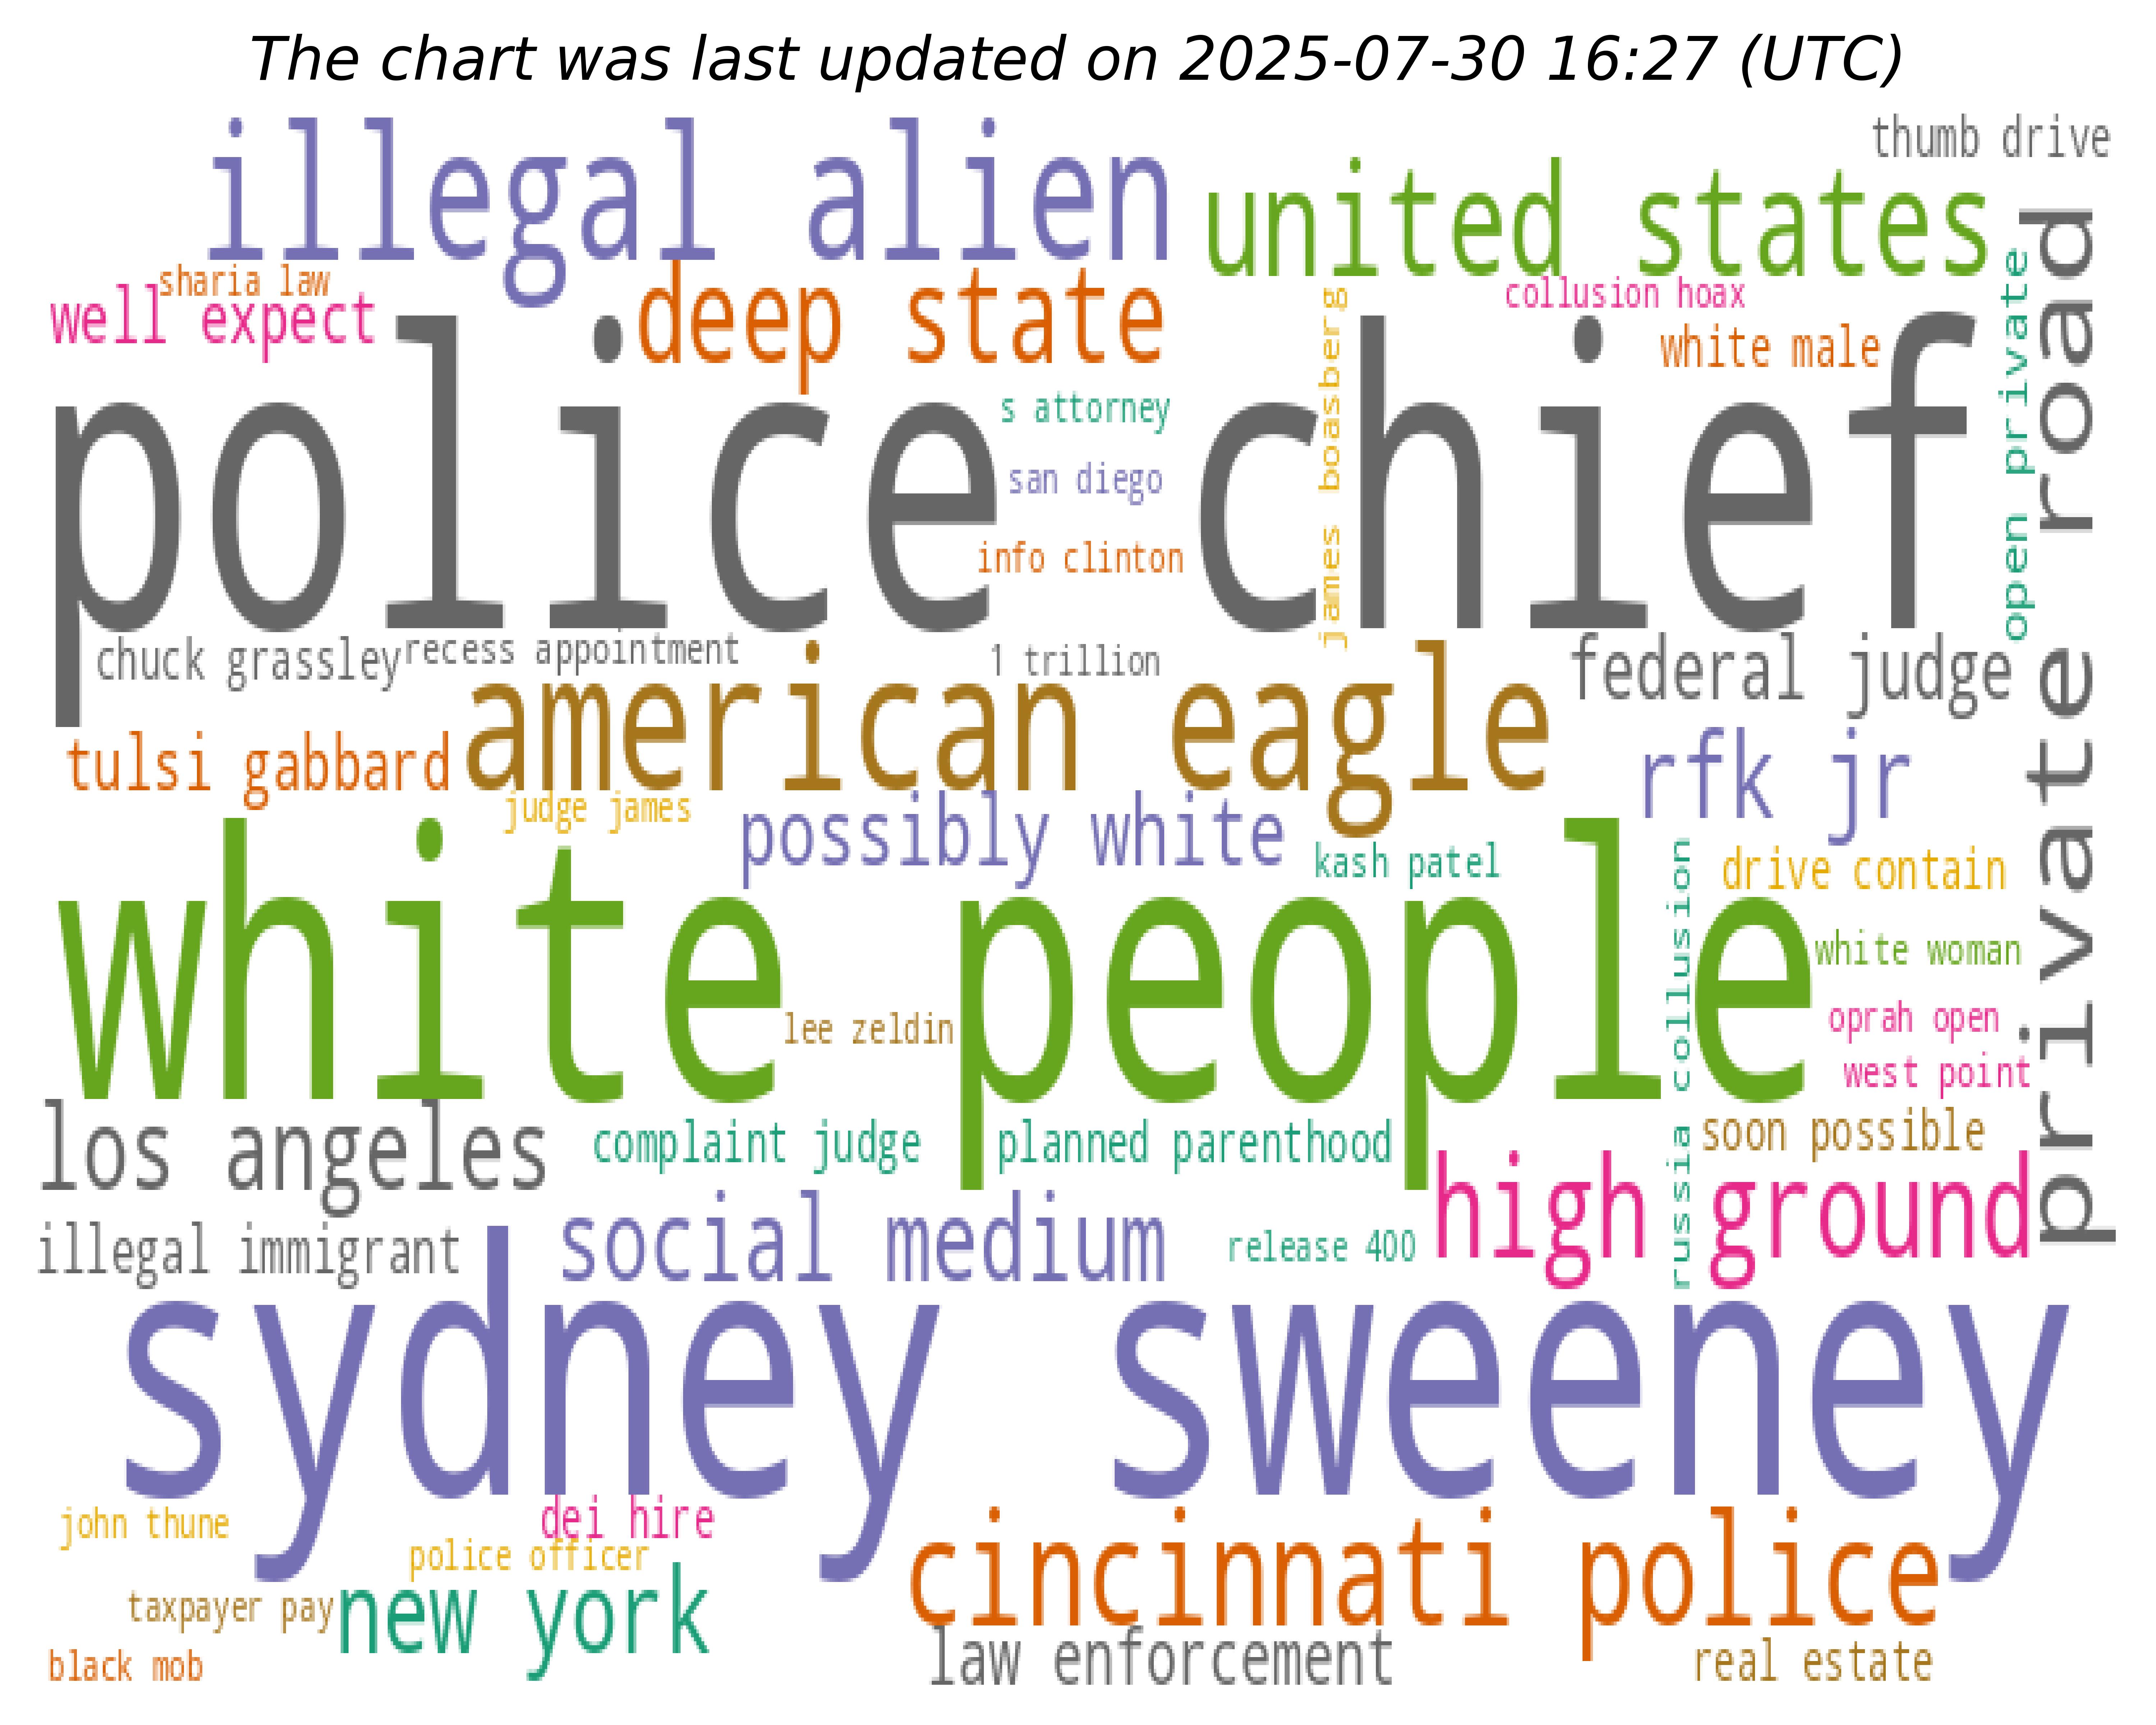 The chart was last updated on 2025-07-30 16:27 (UTC)
thumb drive
illegal alien
united states
sharia law
well expect
deep state
collusion hoax
white male
open private
private road
police chief
s attorney
san diego
info clinton
james boasberg
chuck grassley
recess appointment
1 trillion
federal judge
american eagle
tulsi gabbard
rfk jr
judge james
possibly white
kash patel
drive contain
white people
white woman
lee zeldin
oprah open
west point
russia collusion
los angeles
complaint judge
planned parenthood
soon possible
high ground
illegal immigrant
social medium
release 400
sydney sweeney
john thune
dei hire
police officer
cincinnati police
taxpayer pay
new york
law enforcement
black mob
real estate